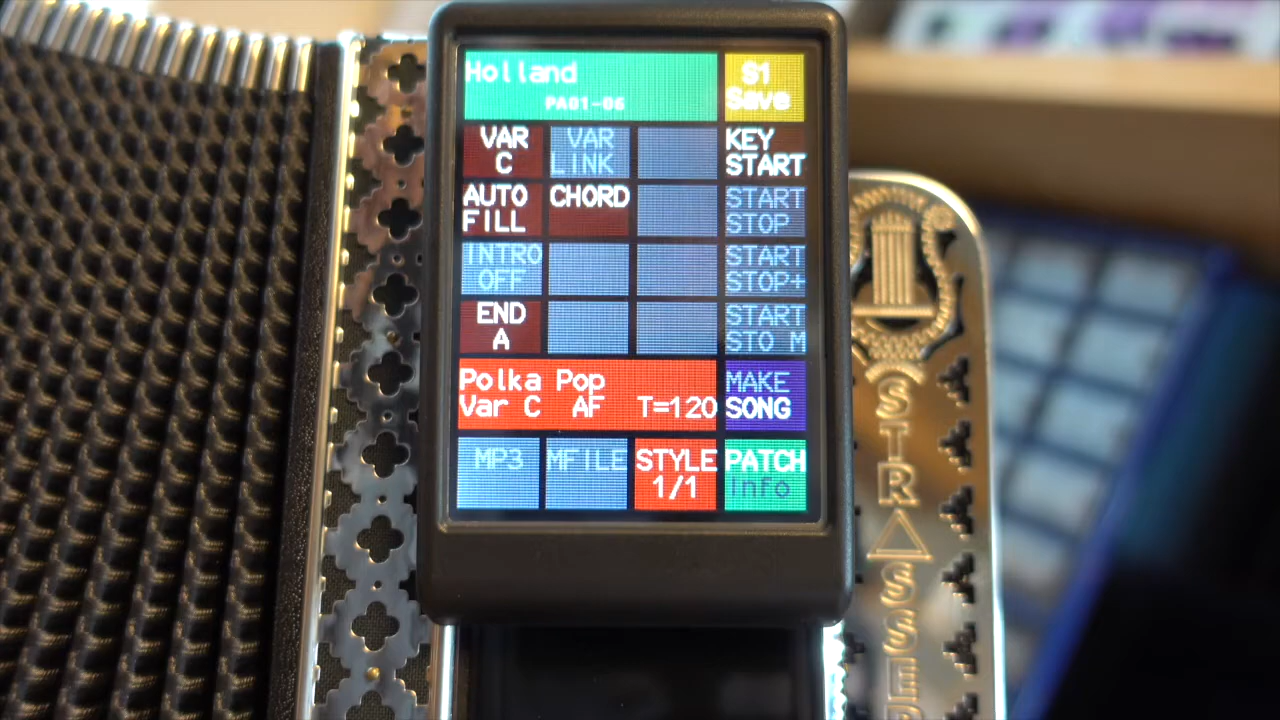 Holland
PA01-06
S1
Save
VAR
C
VAR
LINK
KEY
START
AUTO
FILL
CHORD
START
STOP
INTRO
OFF
START
STOP+
END
A
START
STO M
Polka Pop
Var C AF T=120
MAKE
SONG
MP3
MFILE
STYLE
1/1
PATCH
info
STRASSER